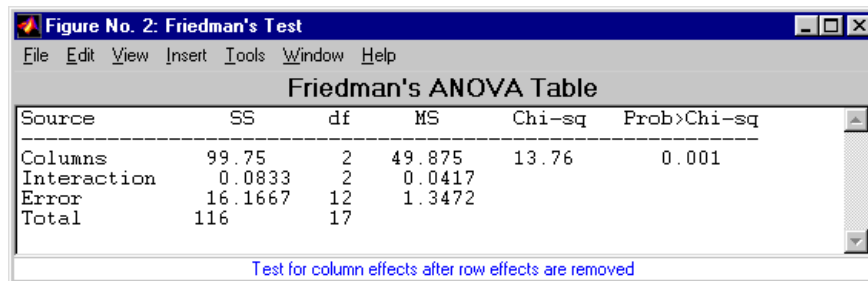 Figure No. 2: Friedman's Test
File Edit View Insert Tools Window Help
Friedman's ANOVA Table
Source SS df MS Chi-sq Prob>Chi-sq
Columns 99.75 2 49.875 13.76 0.001
Interaction 0.0833 2 0.0417
Error 16.1667 12 1.3472
Total 116 17
Test for column effects after row effects are removed